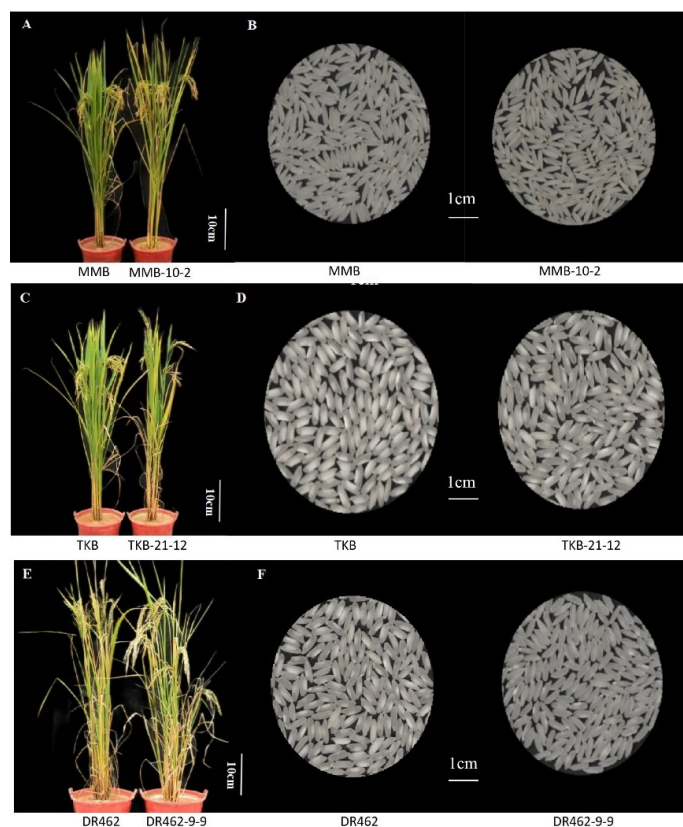 A
B
10cm
1cm
MMB MMB-10-2
MMB
MMB-10-2
C
D
10cm
1cm
TKB TKB-21-12
TKB
TKB-21-12
E
F
10cm
1cm
DR462 DR462-9-9
DR462
DR462-9-9